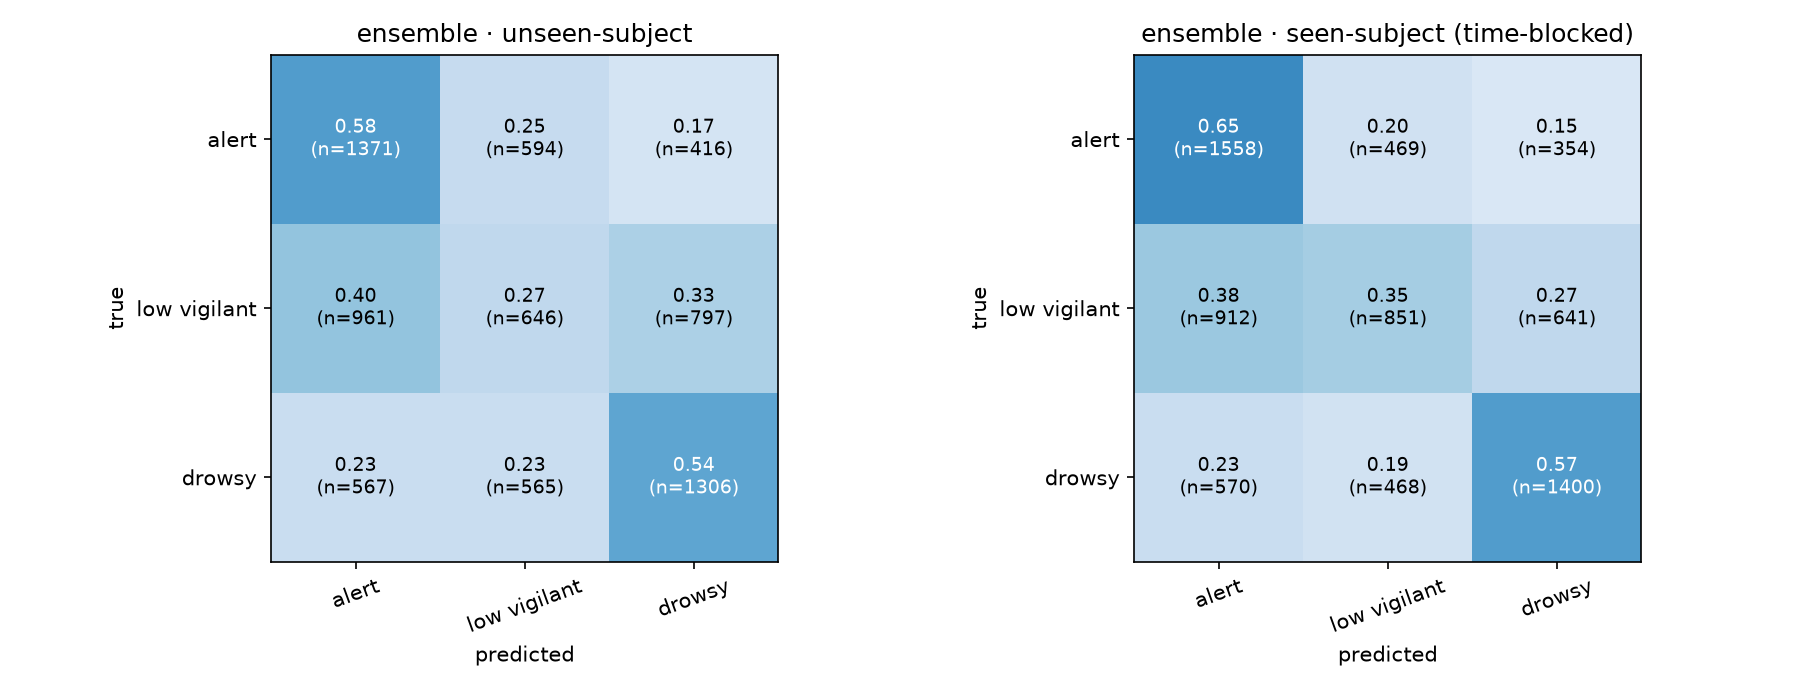 ensemble · unseen-subject
true
alert
0.58
(n=1371)
0.25
(n=594)
0.17
(n=416)
low vigilant
0.40
(n=961)
0.27
(n=646)
0.33
(n=797)
drowsy
0.23
(n=567)
0.23
(n=565)
0.54
(n=1306)
alert
low vigilant
drowsy
predicted
ensemble · seen-subject (time-blocked)
true
alert
0.65
(n=1558)
0.20
(n=469)
0.15
(n=354)
low vigilant
0.38
(n=912)
0.35
(n=851)
0.27
(n=641)
drowsy
0.23
(n=570)
0.19
(n=468)
0.57
(n=1400)
alert
low vigilant
drowsy
predicted